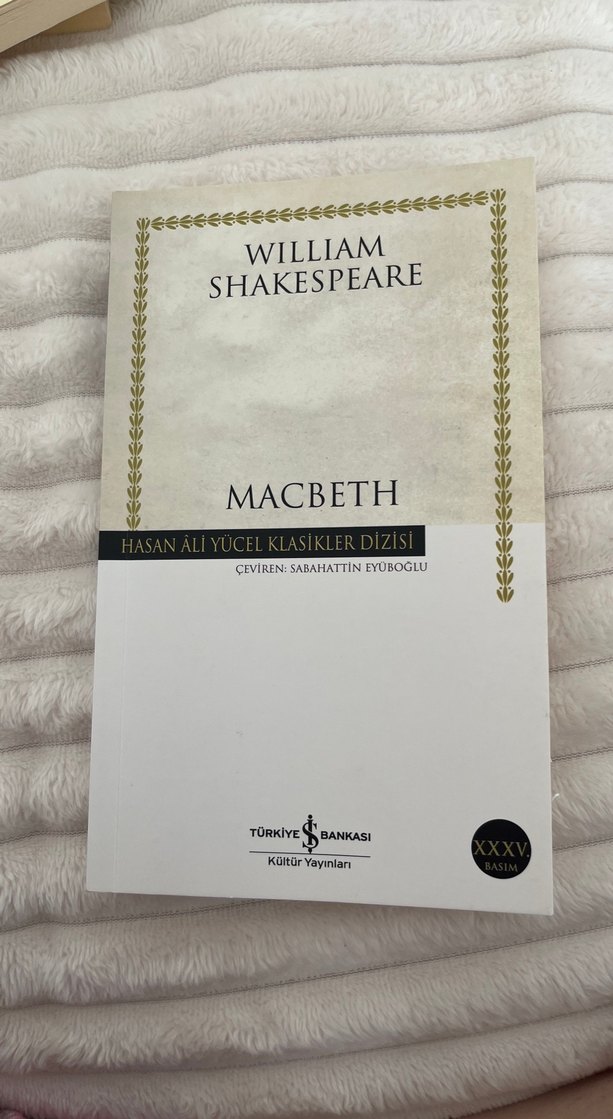 WILLIAM
SHAKESPEARE
MACBETH
HASAN ÂLİ YÜCEL KLASİKLER DİZİSİ
ÇEVİREN: SABAHATTİN EYÜBOĞLU
TÜRKİYE İŞ BANKASI
Kültür Yayınları
XXXV.
BASIM